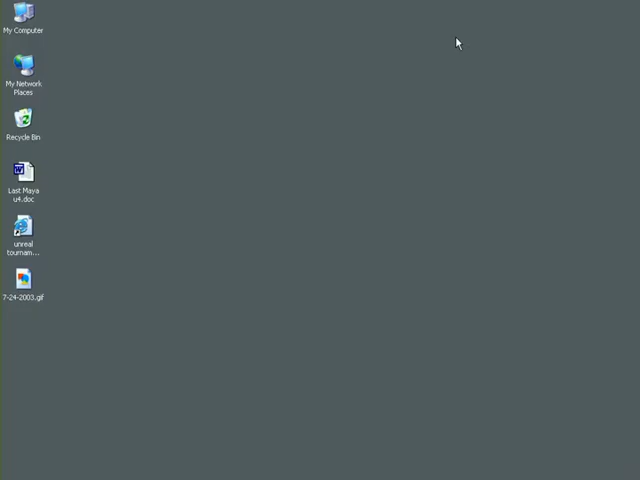 My Computer
My Network
Places
Recycle Bin
Last Maya
u4.doc
unreal
tournam...
7-24-2003.gif